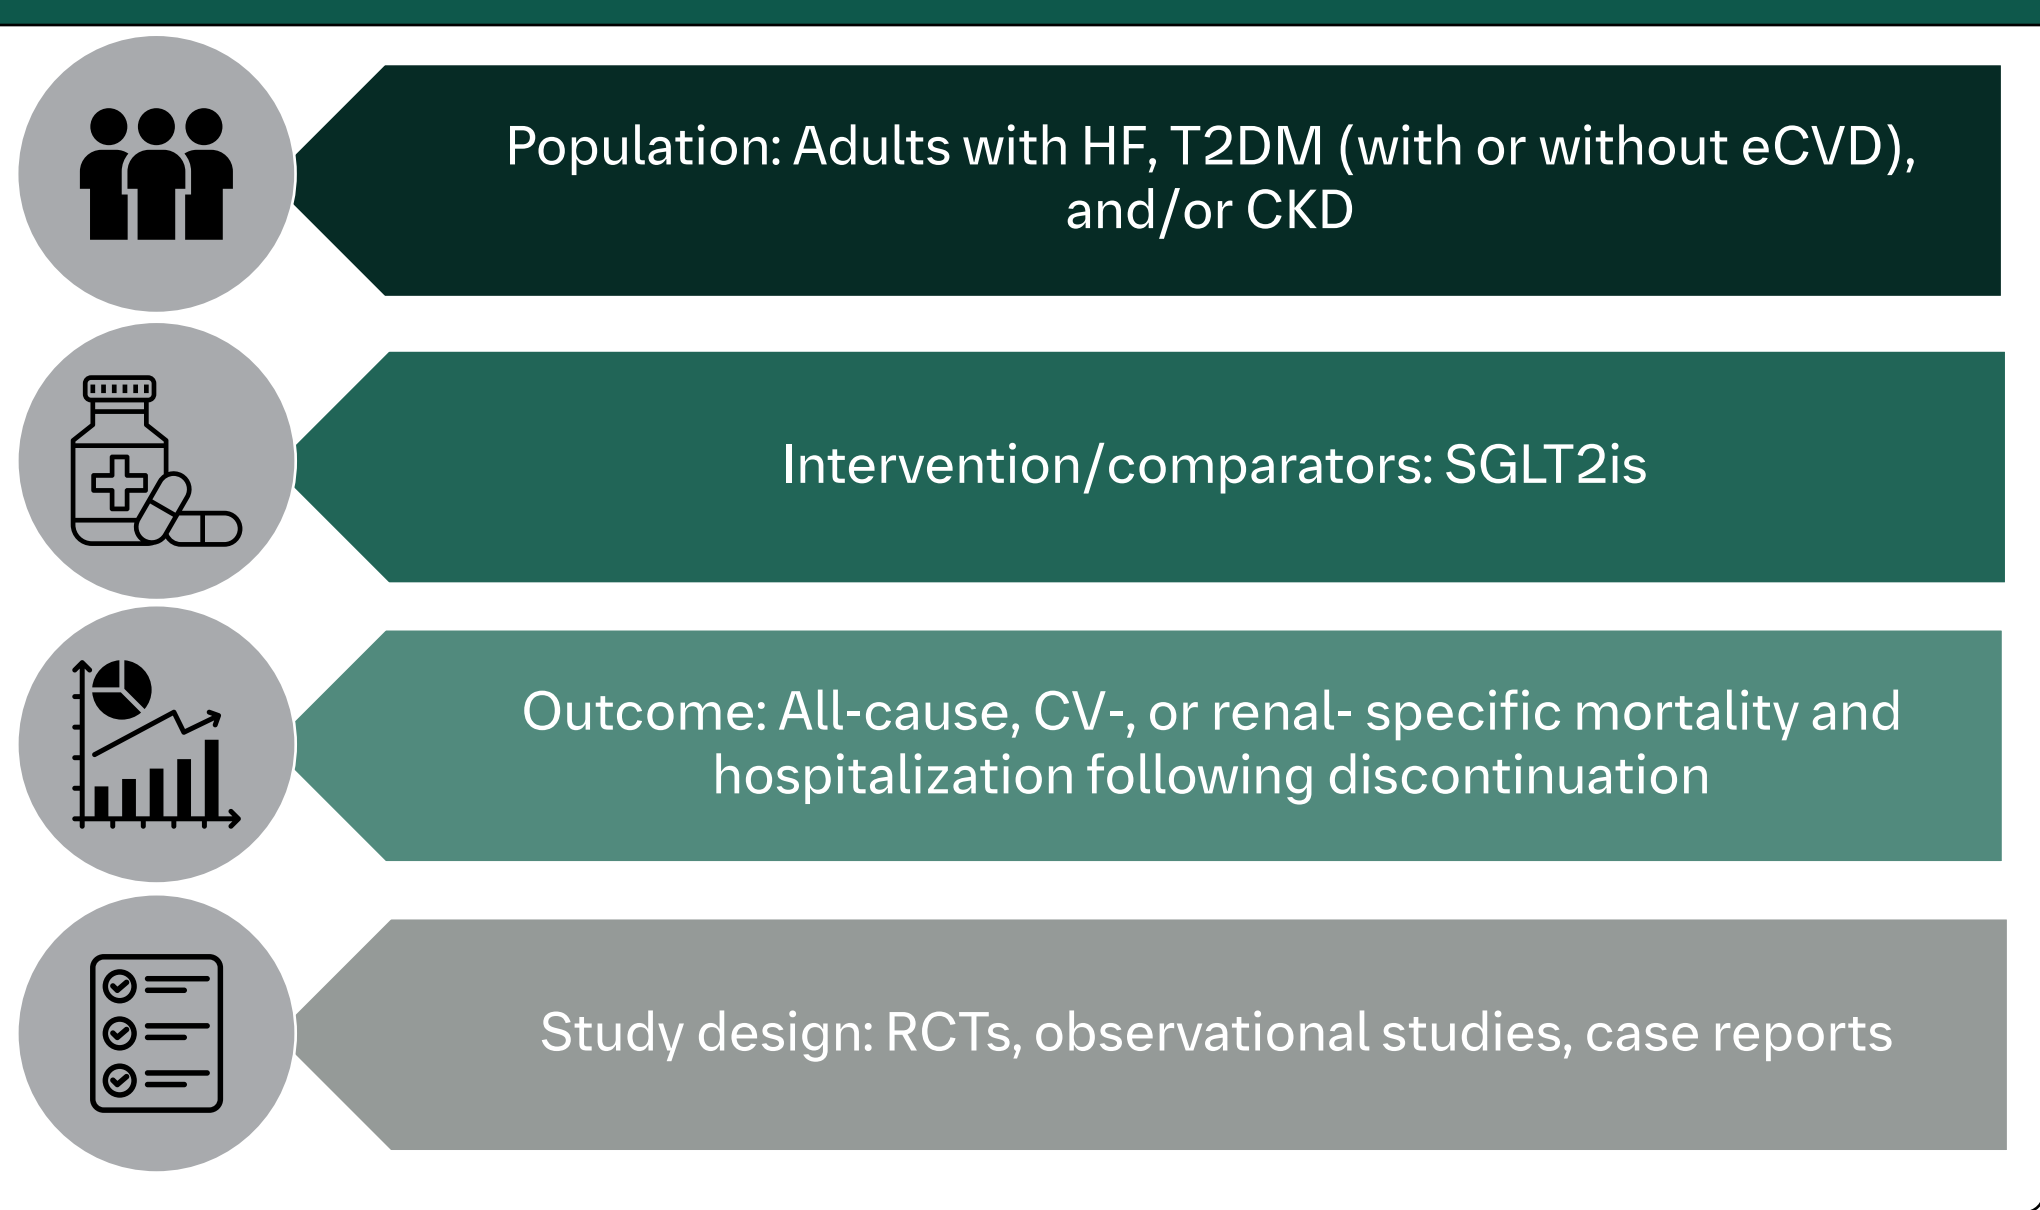 Population: Adults with HF, T2DM (with or without eCVD),
and/or CKD
Intervention/comparators: SGLT2is
Outcome: All-cause, CV-, or renal- specific mortality and
hospitalization following discontinuation
Study design: RCTs, observational studies, case reports